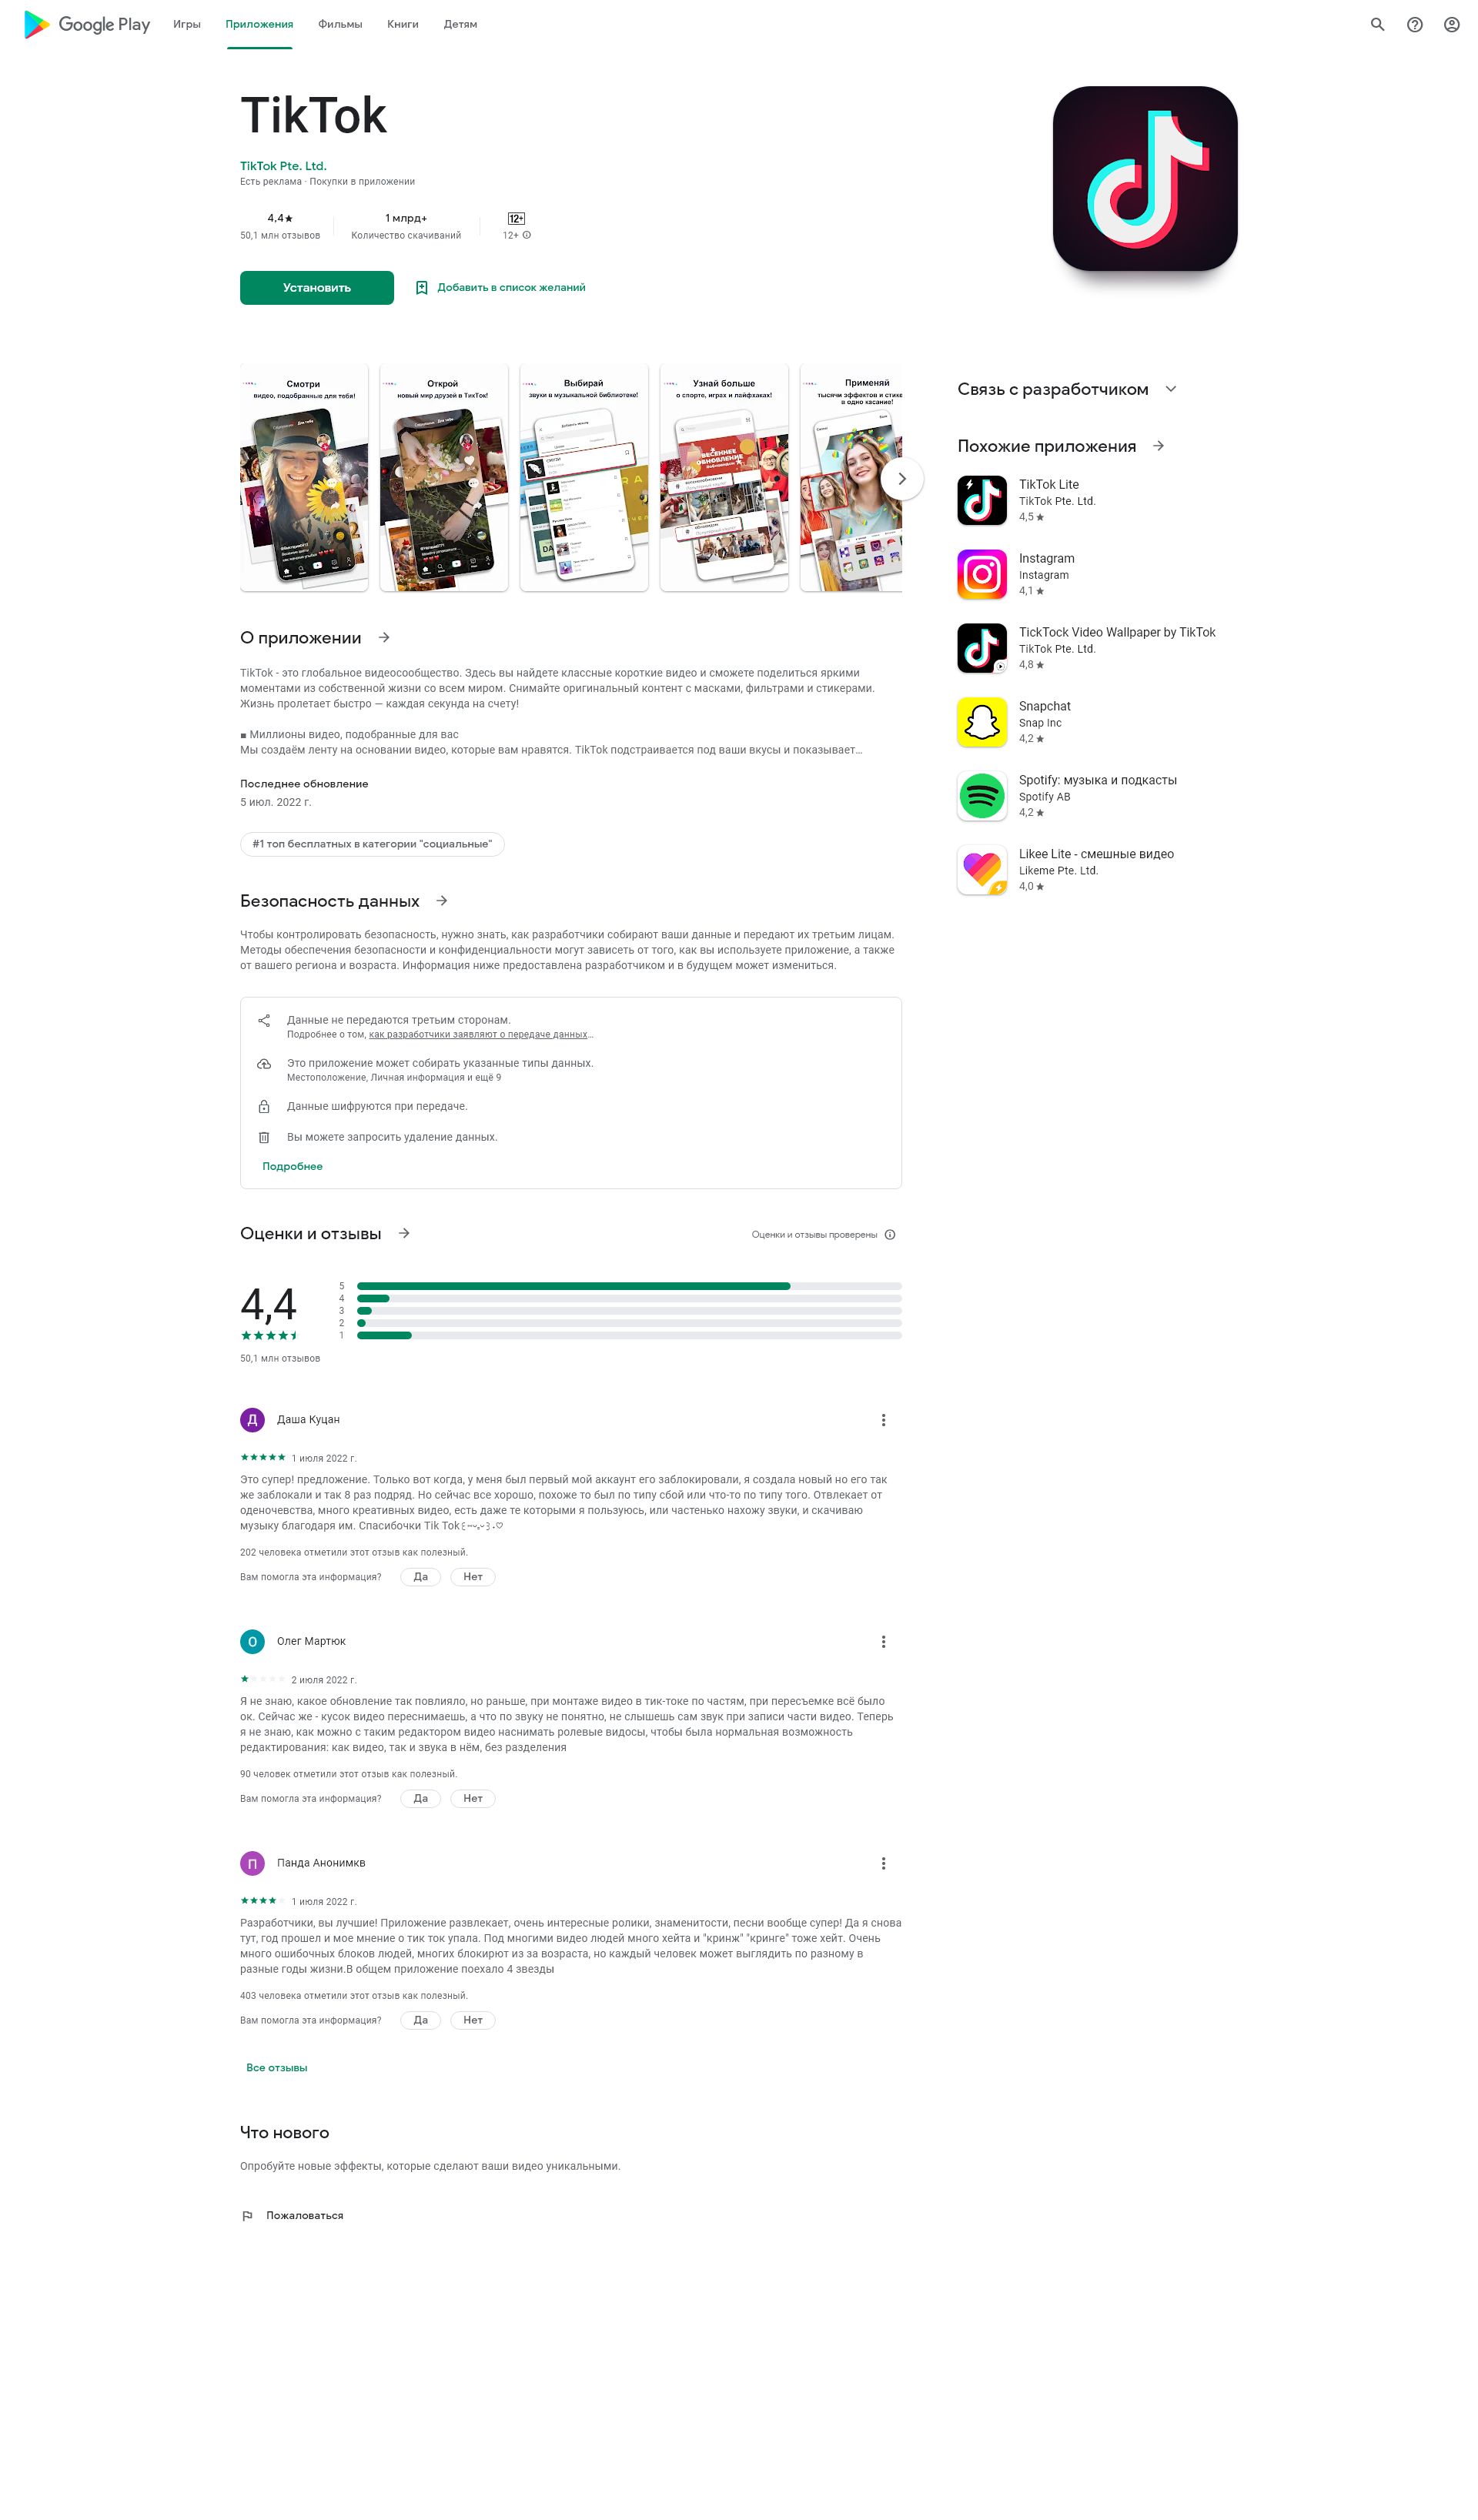 Google Play
Игры
Приложения
Фильмы
Книги
Детям
TikTok
TikTok Pte. Ltd.
Есть реклама · Покупки в приложении
4,4★
50,1 млн отзывов
1 млрд+
Количество скачиваний
12+
12+
Установить
Добавить в список желаний
Смотри
видео, подобранные для тебя!
Открой
новый мир друзей в ТикТок!
Выбирай
звуки в музыкальной библиотеке!
Узнай больше
о спорте, играх и лайфхаках!
Применяй
тысячи эффектов и стике
в одно касание!
ВЕСЕННЕЕ
ОБНОВЛЕНИЕ
О приложении
TikTok - это глобальное видеосообщество. Здесь вы найдете классные короткие видео и сможете поделиться яркими
моментами из собственной жизни со всем миром. Снимайте оригинальный контент с масками, фильтрами и стикерами.
Жизнь пролетает быстро — каждая секунда на счету!
■ Миллионы видео, подобранные для вас
Мы создаём ленту на основании видео, которые вам нравятся. TikTok подстраивается под ваши вкусы и показывает…
Последнее обновление
5 июл. 2022 г.
#1 топ бесплатных в категории "социальные"
Безопасность данных
Чтобы контролировать безопасность, нужно знать, как разработчики собирают ваши данные и передают их третьим лицам.
Методы обеспечения безопасности и конфиденциальности могут зависеть от того, как вы используете приложение, а также
от вашего региона и возраста. Информация ниже предоставлена разработчиком и в будущем может измениться.
Данные не передаются третьим сторонам.
Подробнее о том, как разработчики заявляют о передаче данных…
Это приложение может собирать указанные типы данных.
Местоположение, Личная информация и ещё 9
Данные шифруются при передаче.
Вы можете запросить удаление данных.
Подробнее
Оценки и отзывы
Оценки и отзывы проверены
4,4
50,1 млн отзывов
5
4
3
2
1
Д
Даша Куцан
1 июля 2022 г.
Это супер! предложение. Только вот когда, у меня был первый мой аккаунт его заблокировали, я создала новый но его так
же заблокали и так 8 раз подряд. Но сейчас все хорошо, похоже то был по типу сбой или что-то по типу того. Отвлекает от
оденочевства, много креативных видео, есть даже те которыми я пользуюсь, или частенько нахожу звуки, и скачиваю
музыку благодаря им. Спасибочки Tik Tok
202 человека отметили этот отзыв как полезный.
Вам помогла эта информация?
Да
Нет
О
Олег Мартюк
2 июля 2022 г.
Я не знаю, какое обновление так повлияло, но раньше, при монтаже видео в тик-токе по частям, при пересъемке всё было
ок. Сейчас же - кусок видео переснимаешь, а что по звуку не понятно, не слышешь сам звук при записи части видео. Теперь
я не знаю, как можно с таким редактором видео наснимать ролевые видосы, чтобы была нормальная возможность
редактирования: как видео, так и звука в нём, без разделения
90 человек отметили этот отзыв как полезный.
Вам помогла эта информация?
Да
Нет
П
Панда Анонимкв
1 июля 2022 г.
Разработчики, вы лучшие! Приложение развлекает, очень интересные ролики, знаменитости, песни вообще супер! Да я снова
тут, год прошел и мое мнение о тик ток упала. Под многими видео людей много хейта и "кринж" "кринге" тоже хейт. Очень
много ошибочных блоков людей, многих блокируют из за возраста, но каждый человек может выглядить по разному в
разные годы жизни.В общем приложение поехало 4 звезды
403 человека отметили этот отзыв как полезный.
Вам помогла эта информация?
Да
Нет
Все отзывы
Что нового
Опробуйте новые эффекты, которые сделают ваши видео уникальными.
Пожаловаться
Связь с разработчиком
Похожие приложения
TikTok Lite
TikTok Pte. Ltd.
4,5★
Instagram
Instagram
4,1★
TickTock Video Wallpaper by TikTok
TikTok Pte. Ltd.
4,8★
Snapchat
Snap Inc
4,2★
Spotify: музыка и подкасты
Spotify AB
4,2★
Likee Lite - смешные видео
Likeme Pte. Ltd.
4,0★